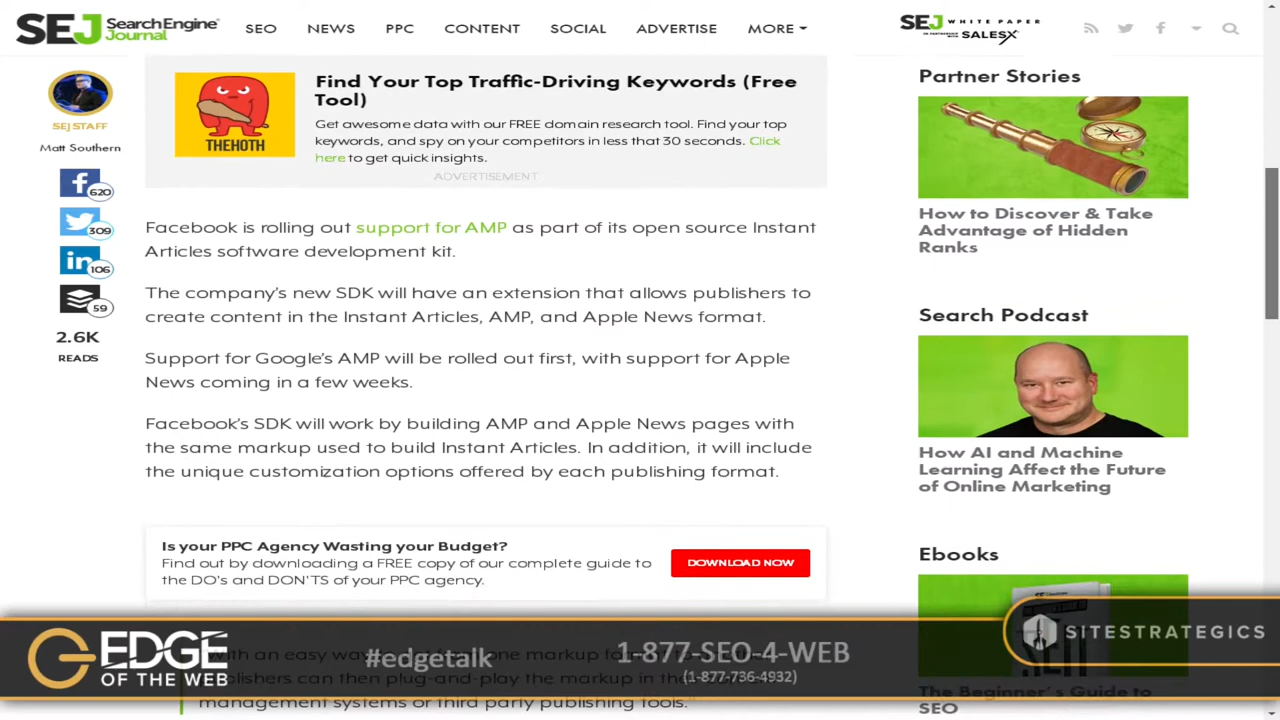 SEJ Search Engine Journal
SEO NEWS PPC CONTENT SOCIAL ADVERTISE MORE
SEJ WHITE PAPER
IN PARTNERSHIP WITH SALESX
SEJ STAFF
Matt Southern
620
309
in 106
59
2.6K
READS
THEHOTH
Find Your Top Traffic-Driving Keywords (Free
Tool)
Get awesome data with our FREE domain research tool. Find your top
keywords, and spy on your competitors in less that 30 seconds. Click
here to get quick insights.
ADVERTISEMENT
Facebook is rolling out support for AMP as part of its open source Instant
Articles software development kit.
The company's new SDK will have an extension that allows publishers to
create content in the Instant Articles, AMP, and Apple News format.
Support for Google's AMP will be rolled out first, with support for Apple
News coming in a few weeks.
Facebook's SDK will work by building AMP and Apple News pages with
the same markup used to build Instant Articles. In addition, it will include
the unique customization options offered by each publishing format.
Is your PPC Agency Wasting your Budget?
Find out by downloading a FREE copy of our complete guide to
the DO's and DON'TS of your PPC agency.
DOWNLOAD NOW
Partner Stories
How to Discover & Take
Advantage of Hidden
Ranks
Search Podcast
How AI and Machine
Learning Affect the Future
of Online Marketing
Ebooks
The Beginner's Guide to
SEO
with an easy way
management systems or third party publishing tools."
EDGE
OF THE WEB
#edgetalk
1-877-SEO-4-WEB
(1-877-736-4932)
SITESTRATEGICS